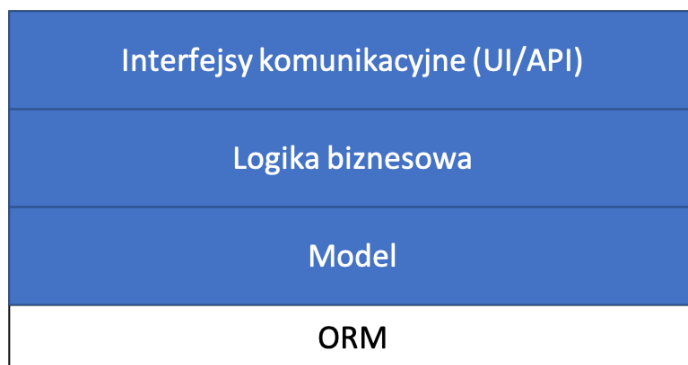 Interfejsy komunikacyjne (UI/API)
Logika biznesowa
Model
ORM